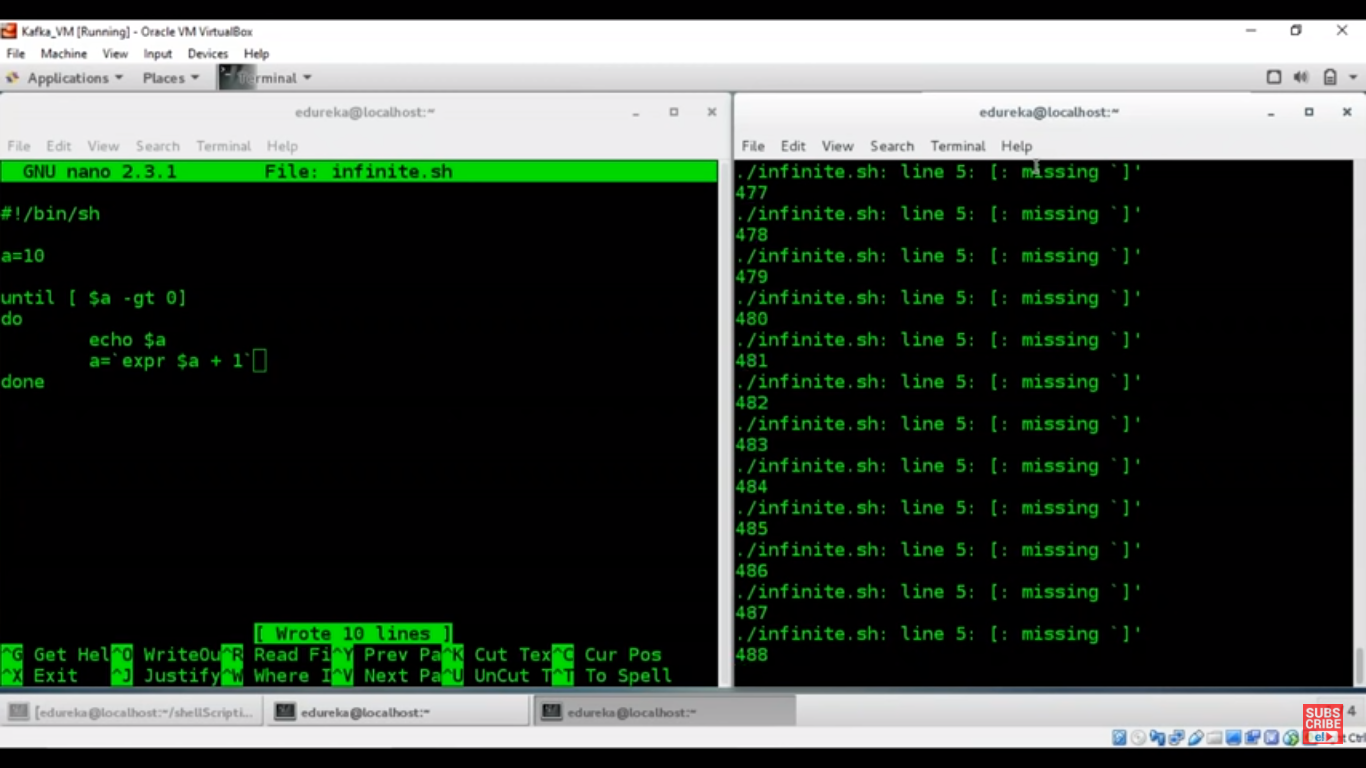 Kafka_VM [Running] - Oracle VM VirtualBox
File Machine View Input Devices Help
Applications Places Terminal
edureka@localhost:~
File Edit View Search Terminal Help
GNU nano 2.3.1 File: infinite.sh
#!/bin/sh
a=10
until [ $a -gt 0]
do
echo $a
a=`expr $a + 1`
done
[ Wrote 10 lines ]
^G Get Hel^O WriteOu^R Read Fi^Y Prev Pa^K Cut Tex^C Cur Pos
^X Exit ^J Justify^W Where I^V Next Pa^U UnCut T^T To Spell
edureka@localhost:~
File Edit View Search Terminal Help
./infinite.sh: line 5: [: missing `]'
477
./infinite.sh: line 5: [: missing `]'
478
./infinite.sh: line 5: [: missing `]'
479
./infinite.sh: line 5: [: missing `]'
480
./infinite.sh: line 5: [: missing `]'
481
./infinite.sh: line 5: [: missing `]'
482
./infinite.sh: line 5: [: missing `]'
483
./infinite.sh: line 5: [: missing `]'
484
./infinite.sh: line 5: [: missing `]'
485
./infinite.sh: line 5: [: missing `]'
486
./infinite.sh: line 5: [: missing `]'
487
./infinite.sh: line 5: [: missing `]'
488
[edureka@localhost:~/shellScripti... edureka@localhost:~ edureka@localhost:~ 4
SUBS
CRIBE
e!
Ctrl